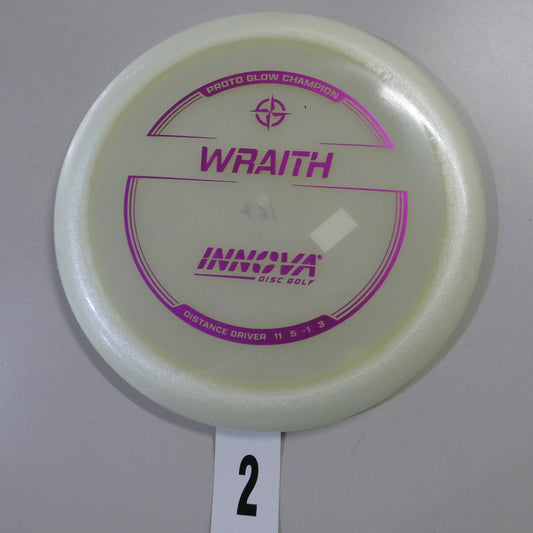 PROTO GLOW CHAMPION
WRAITH
INNOVA®
DISC GOLF
DISTANCE DRIVER 11 5 -1 3
2